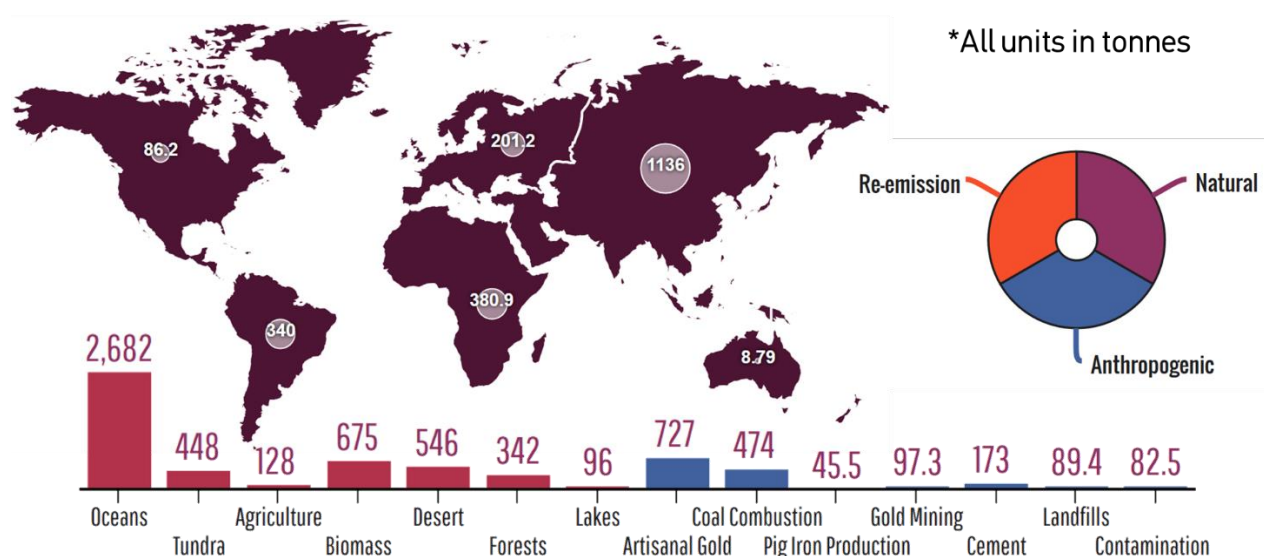 *All units in tonnes
86.2
201.2
1136
Re-emission
Natural
380.9
340
8.79
Anthropogenic
2,682
448
128
675
546
342
96
727
474
45.5
97.3
173
89.4
82.5
Oceans
Tundra
Agriculture
Biomass
Desert
Forests
Lakes
Artisanal Gold
Coal Combustion
Pig Iron Production
Gold Mining
Cement
Landfills
Contamination